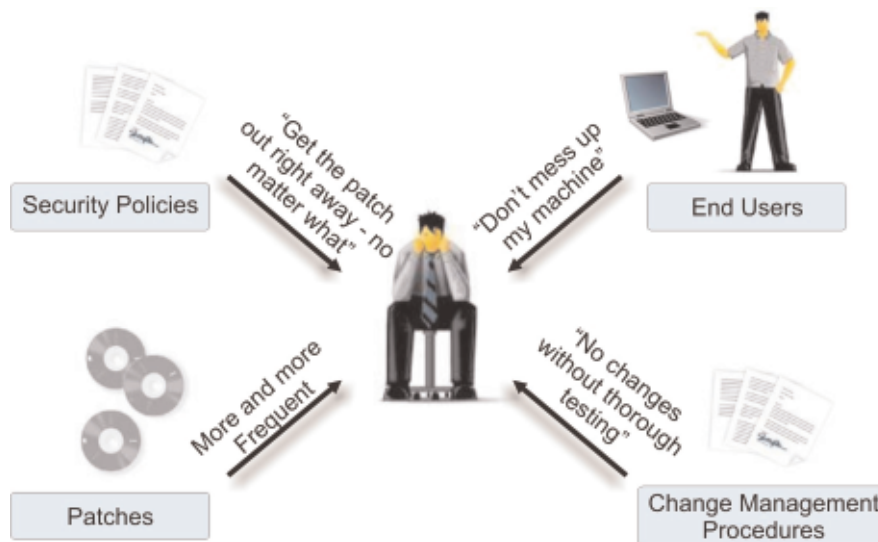 “Get the patch
out right away - no
matter what”
Security Policies
“Don’t mess up
my machine”
End Users
More and more
Frequent
Patches
“No changes
without thorough
testing”
Change Management
Procedures